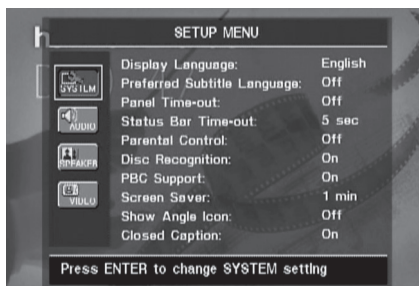 SETUP MENU
SYSTEM
AUDIO
SPEAKER
VIDEO
Display Language: English
Preferred Subtitle Language: Off
Panel Time-out: Off
Status Bar Time-out: 5 sec
Parental Control: Off
Disc Recognition: On
PBC Support: On
Screen Saver: 1 min
Show Angle Icon: Off
Closed Caption: On
Press ENTER to change SYSTEM setting